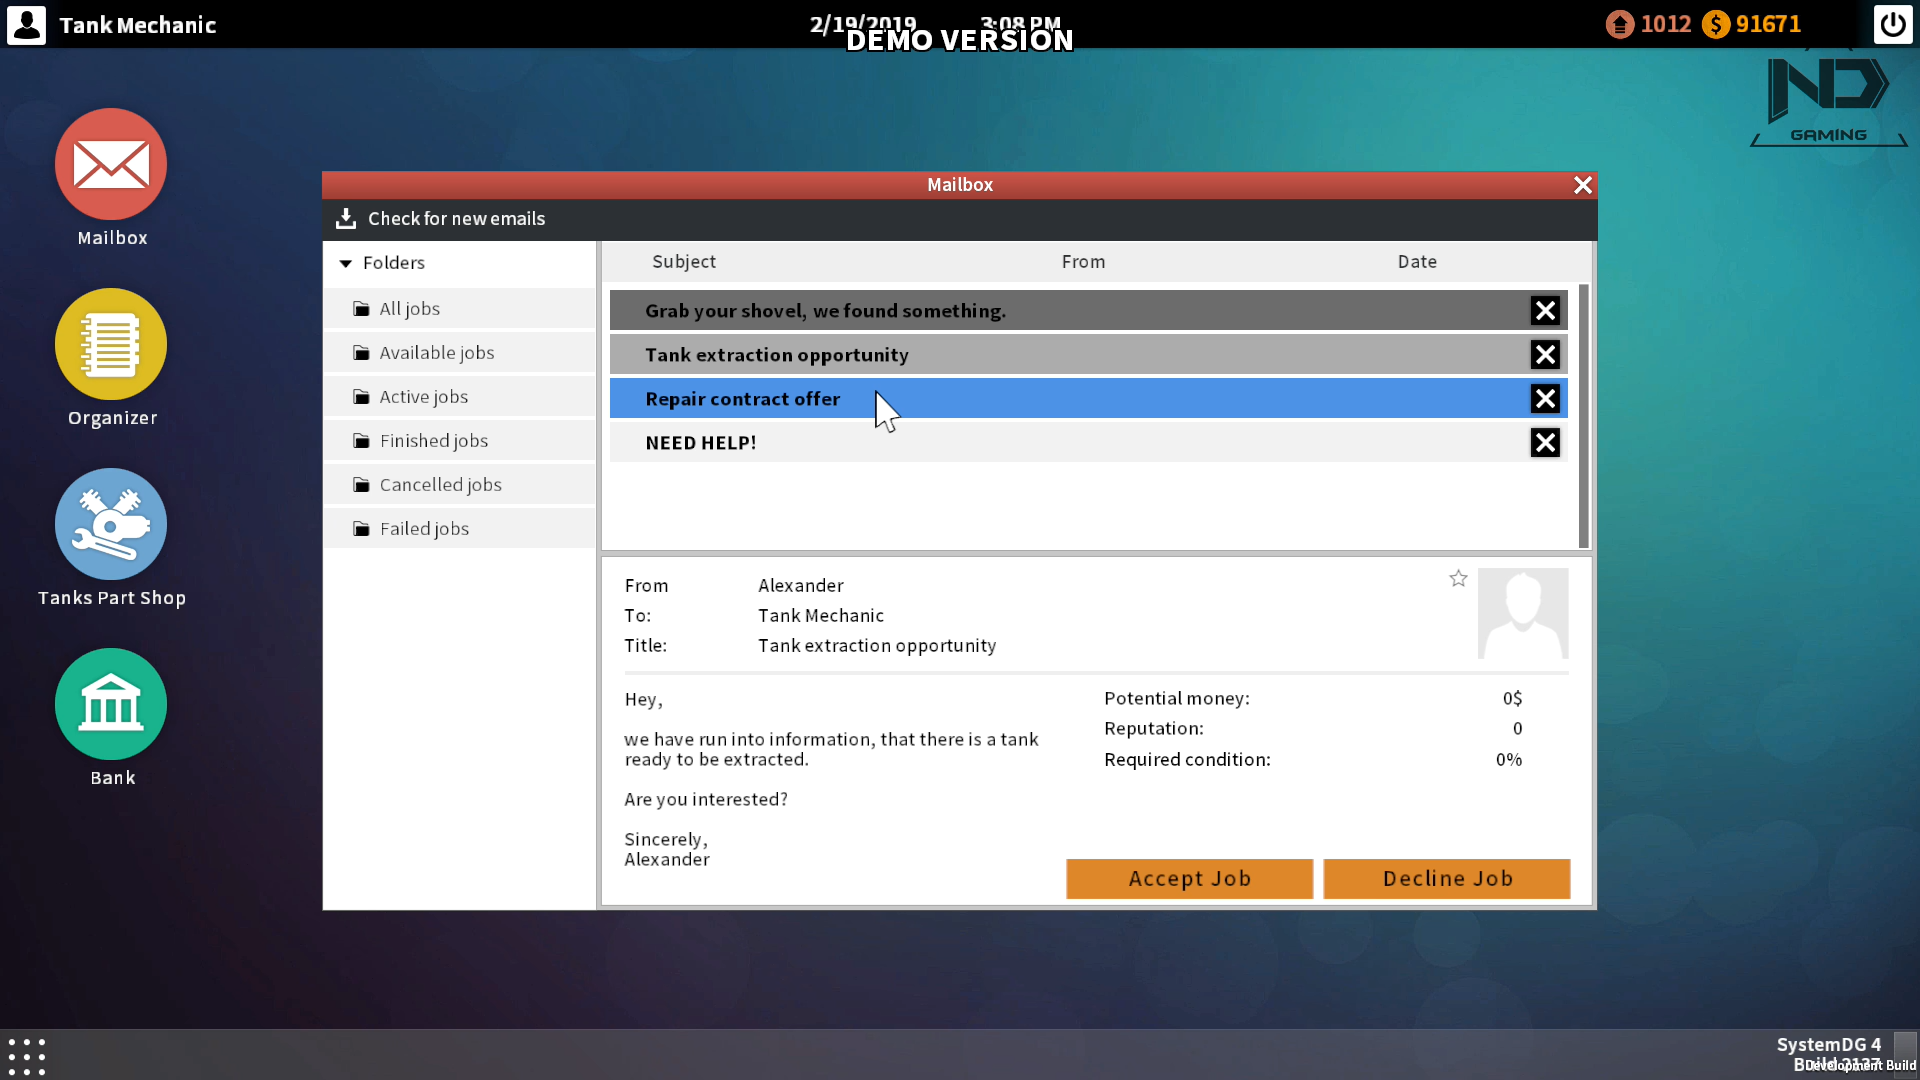 Tank Mechanic
2/19/2019 3:08 PM
DEMO VERSION
1012 91671
ND
GAMING
Mailbox
Organizer
Tanks Part Shop
Bank
Mailbox
Check for new emails
Folders
All jobs
Available jobs
Active jobs
Finished jobs
Cancelled jobs
Failed jobs
Subject From Date
Grab your shovel, we found something.
Tank extraction opportunity
Repair contract offer
NEED HELP!
From Alexander
To: Tank Mechanic
Title: Tank extraction opportunity
Hey,
we have run into information, that there is a tank
ready to be extracted.
Are you interested?
Sincerely,
Alexander
Potential money: 0$
Reputation: 0
Required condition: 0%
Accept Job
Decline Job
SystemDG 4
Build 2137
Development Build